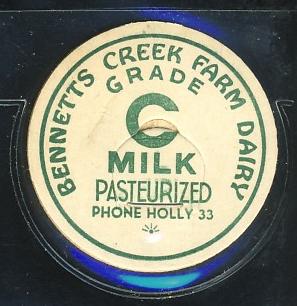 BENNETTS CREEK FARM DAIRY
GRADE
C
MILK
PASTEURIZED
PHONE HOLLY 33